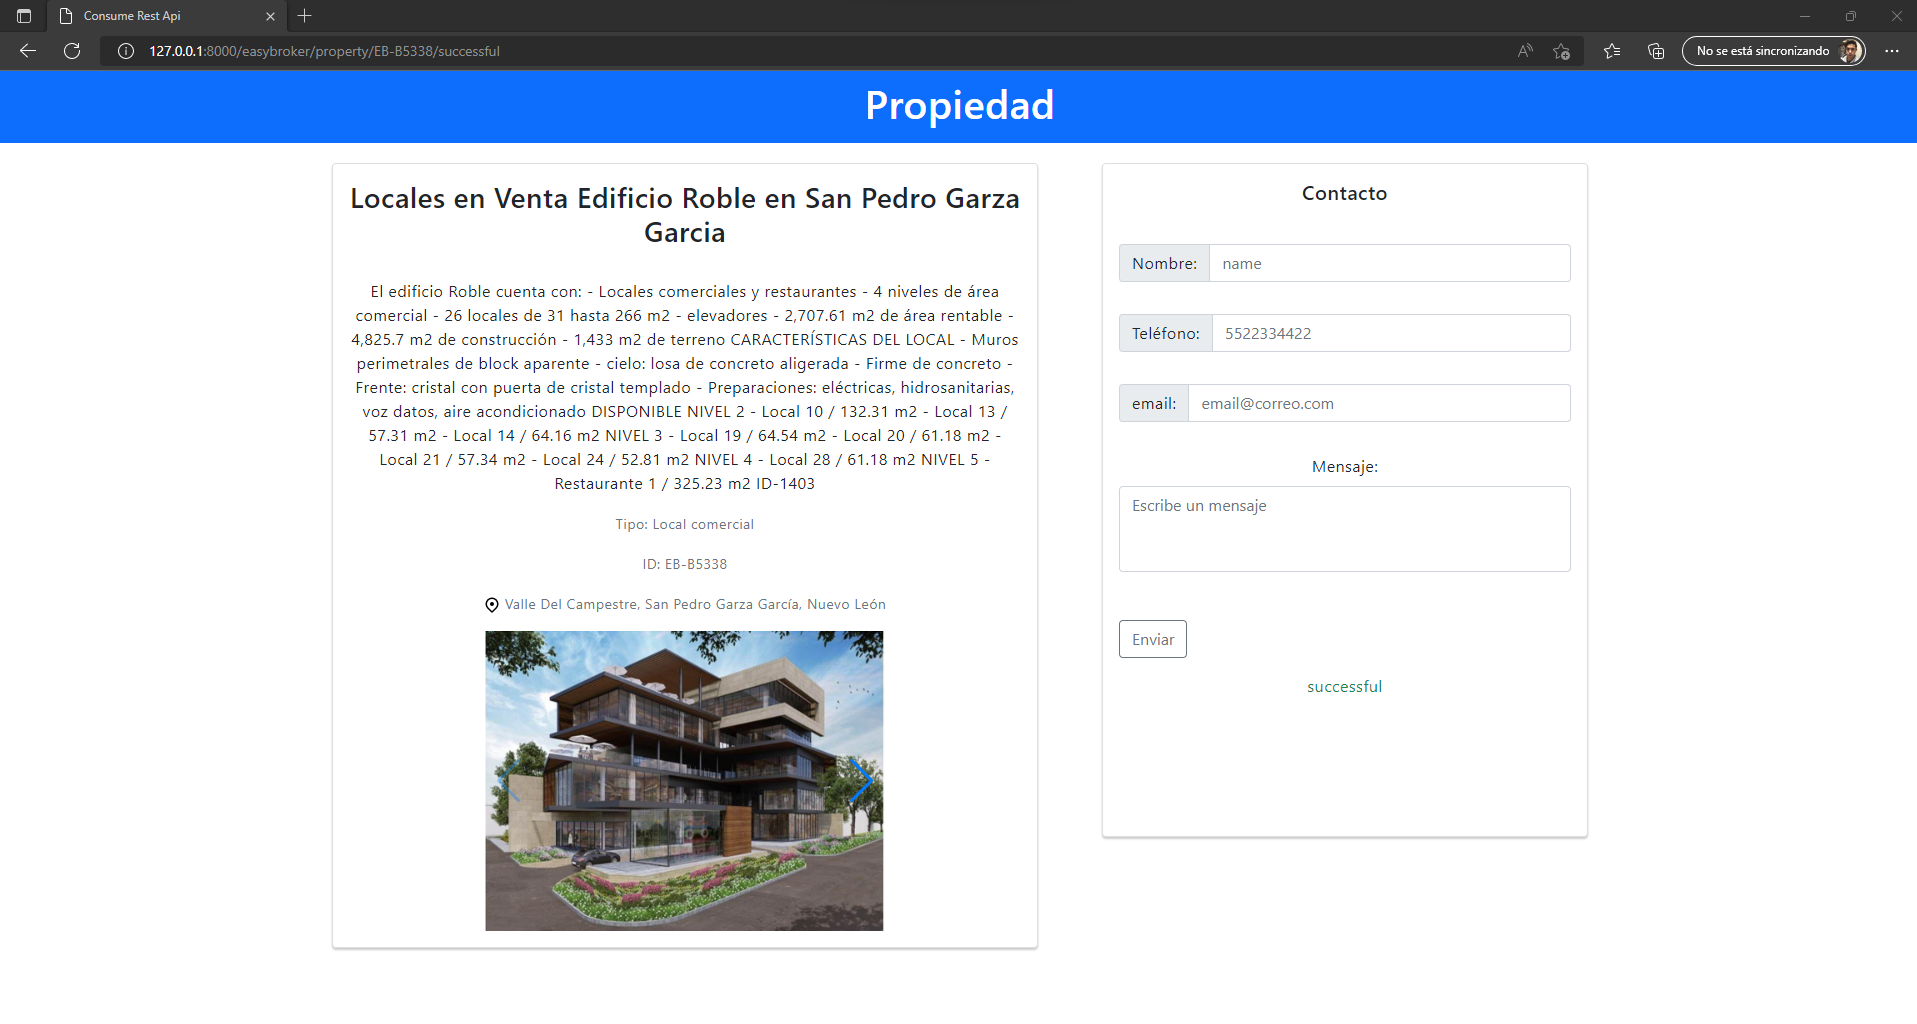 Consume Rest Api
127.0.0.1:8000/easybroker/property/EB-B5338/successful
No se está sincronizando
Propiedad
Locales en Venta Edificio Roble en San Pedro Garza
Garcia
El edificio Roble cuenta con: - Locales comerciales y restaurantes - 4 niveles de área
comercial - 26 locales de 31 hasta 266 m2 - elevadores - 2,707.61 m2 de área rentable -
4,825.7 m2 de construcción - 1,433 m2 de terreno CARACTERÍSTICAS DEL LOCAL - Muros
perimetrales de block aparente - cielo: losa de concreto aligerada - Firme de concreto -
Frente: cristal con puerta de cristal templado - Preparaciones: eléctricas, hidrosanitarias,
voz datos, aire acondicionado DISPONIBLE NIVEL 2 - Local 10 / 132.31 m2 - Local 13 /
57.31 m2 - Local 14 / 64.16 m2 NIVEL 3 - Local 19 / 64.54 m2 - Local 20 / 61.18 m2 -
Local 21 / 57.34 m2 - Local 24 / 52.81 m2 NIVEL 4 - Local 28 / 61.18 m2 NIVEL 5 -
Restaurante 1 / 325.23 m2 ID-1403
Tipo: Local comercial
ID: EB-B5338
Valle Del Campestre, San Pedro Garza García, Nuevo León
Contacto
Nombre: name
Teléfono: 5522334422
email: email@correo.com
Mensaje:
Escribe un mensaje
Enviar
successful